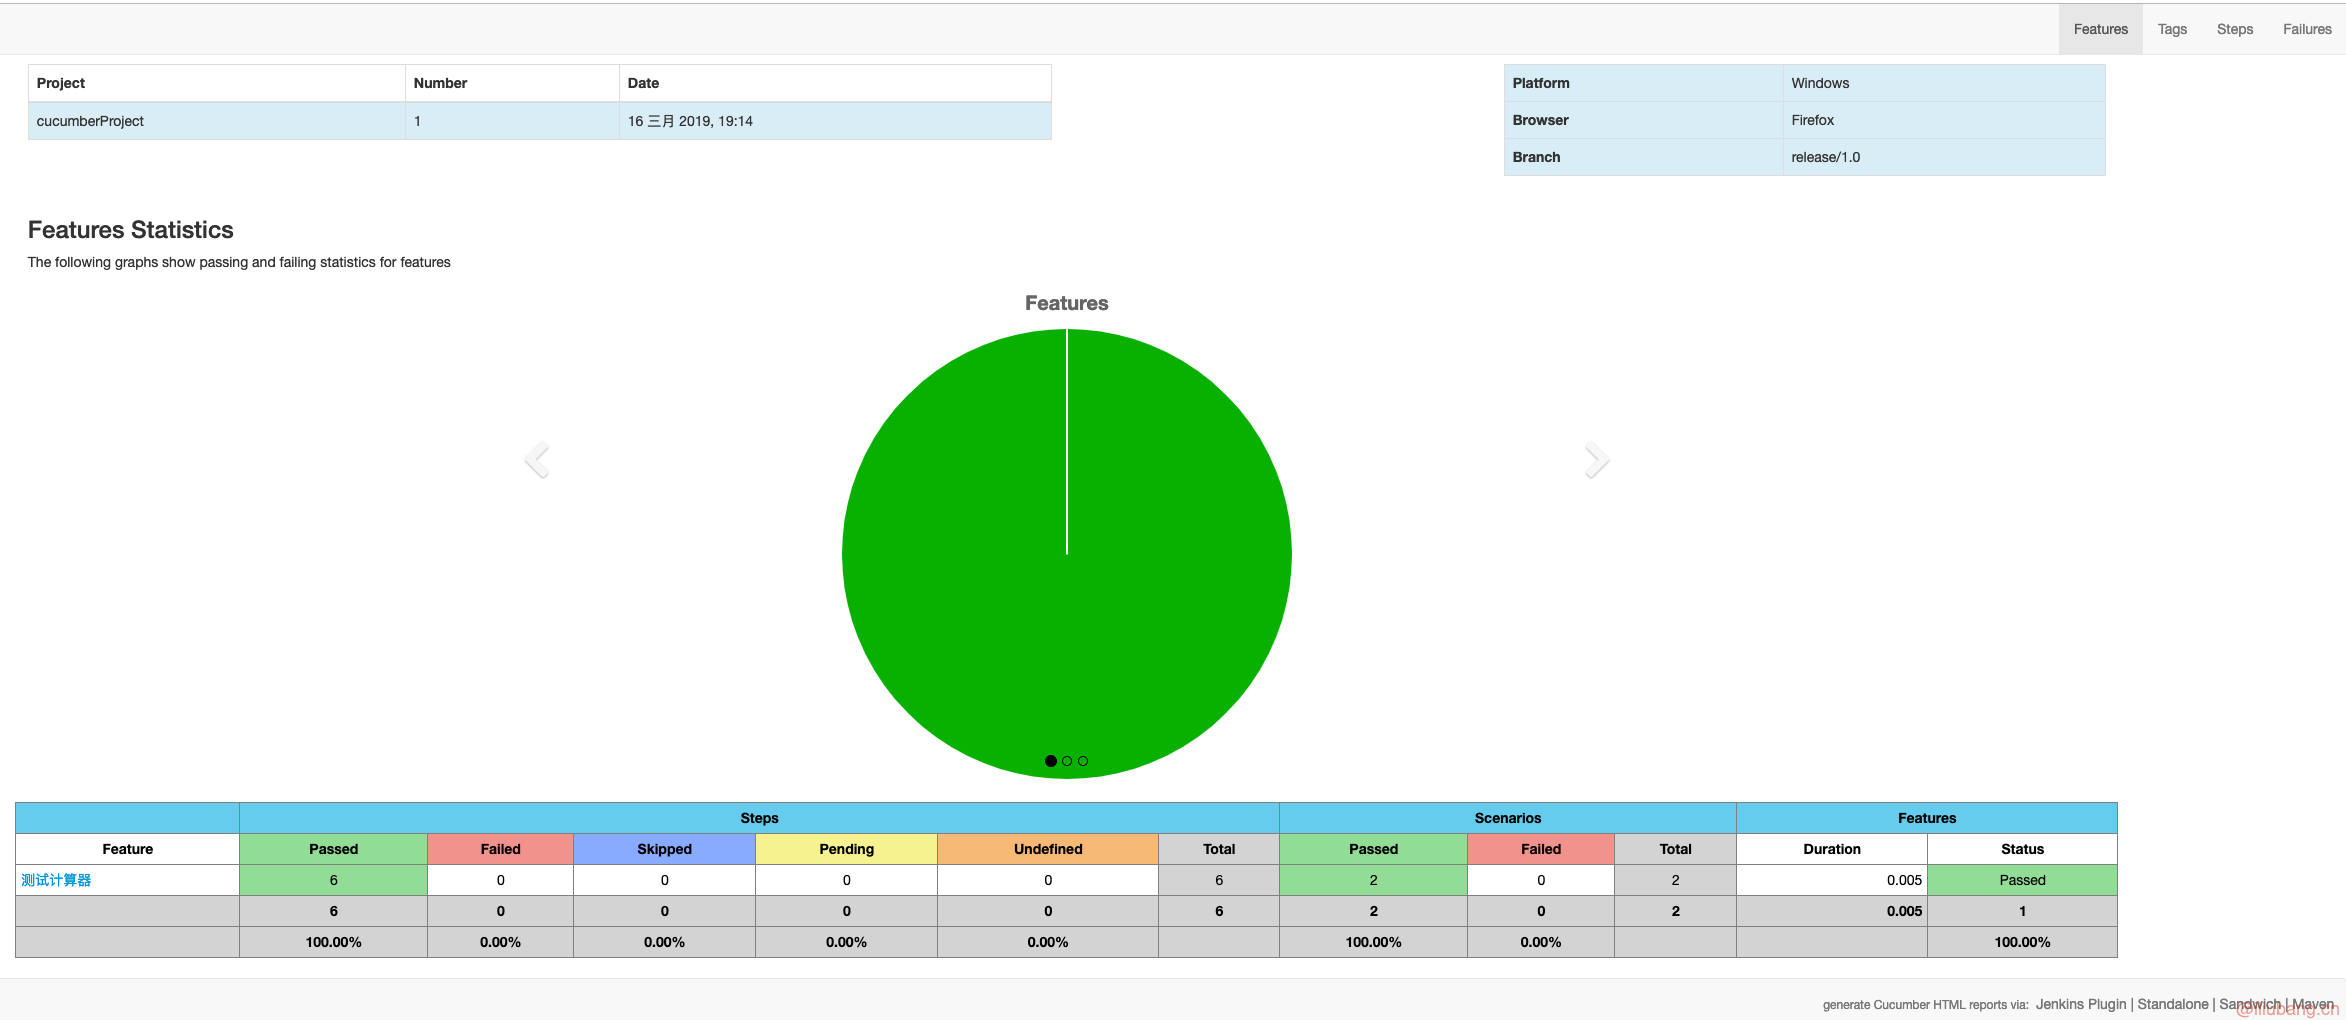 Features Tags Steps Failures
Project Number Date
cucumberProject 1 16 三月 2019, 19:14
Platform Windows
Browser Firefox
Branch release/1.0
Features Statistics
The following graphs show passing and failing statistics for features
Features
Steps Scenarios Features
Feature Passed Failed Skipped Pending Undefined Total Passed Failed Total Duration Status
测试计算器 6 0 0 0 0 6 2 0 2 0.005 Passed
6 0 0 0 0 6 2 0 2 0.005 1
100.00% 0.00% 0.00% 0.00% 0.00% 100.00% 0.00% 100.00%
generate Cucumber HTML reports via: Jenkins Plugin | Standalone | Sandwich | Maven